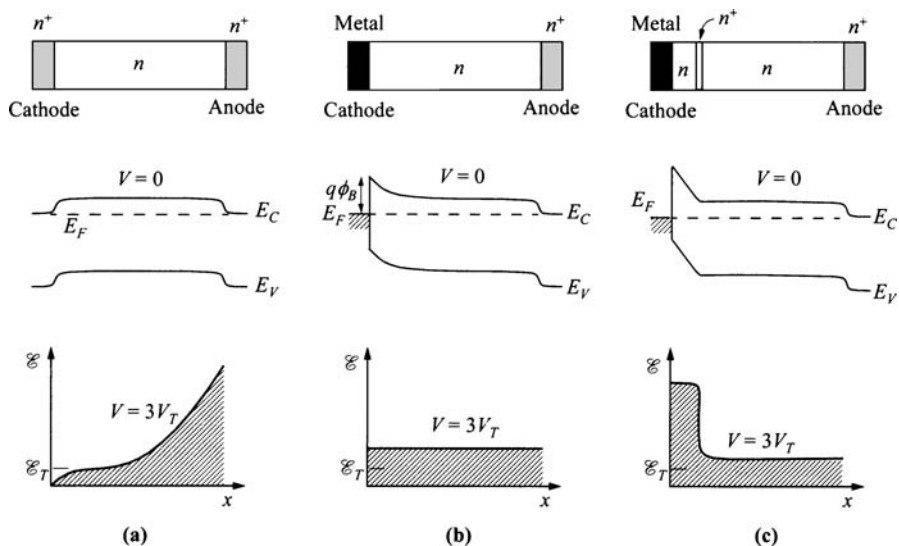 n⁺
n⁺
n
Cathode
Anode
V = 0
E_F
E_C
E_V
ℰ
V = 3V_T
ℰ_T
x
(a)
Metal
n⁺
n
Cathode
Anode
qϕ_B
V = 0
E_F
E_C
E_V
ℰ
V = 3V_T
ℰ_T
x
(b)
Metal
n⁺
n⁺
n
n
Cathode
Anode
V = 0
E_F
E_C
E_V
ℰ
V = 3V_T
ℰ_T
x
(c)